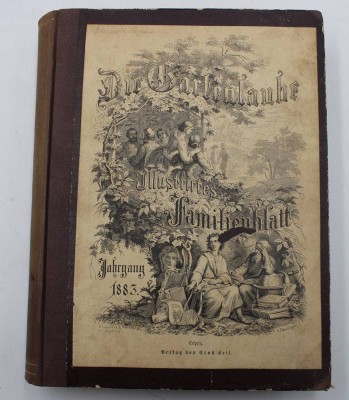 Die Gartenlaube
Illustrirtes
Familienblatt
Jahrgang
1883.
Leipzig.
Verlag von Ernst Keil.